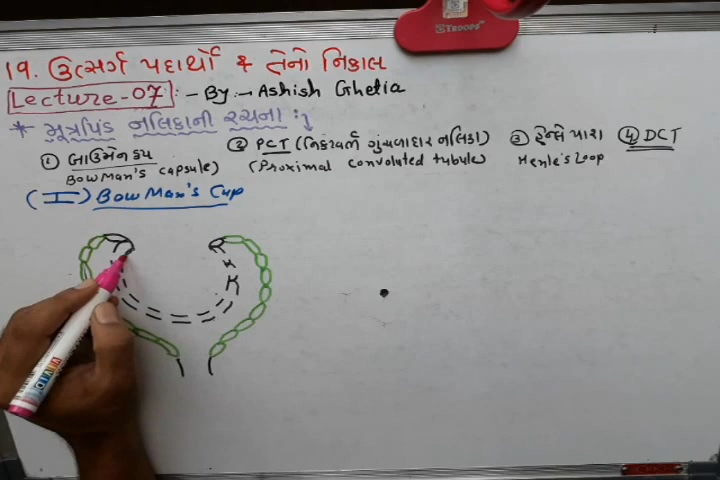 STROOPS
19. ઉત્સર્ગ પદાર્થો & તેનો નિકાલ
Lecture-07 :- By:- Ashish Ghetia
* મૂત્રપિંડ નલિકાની રચના :
① બાઉમેનકપ ② PCT (નિકટવર્તી ગુંચળાદાર નલિકા) ③ હેન્લે પાશ ④ DCT
BowMan's capsule) (Proximal convoluted tubule) Henle's Loop
(I) BowMan's Cup